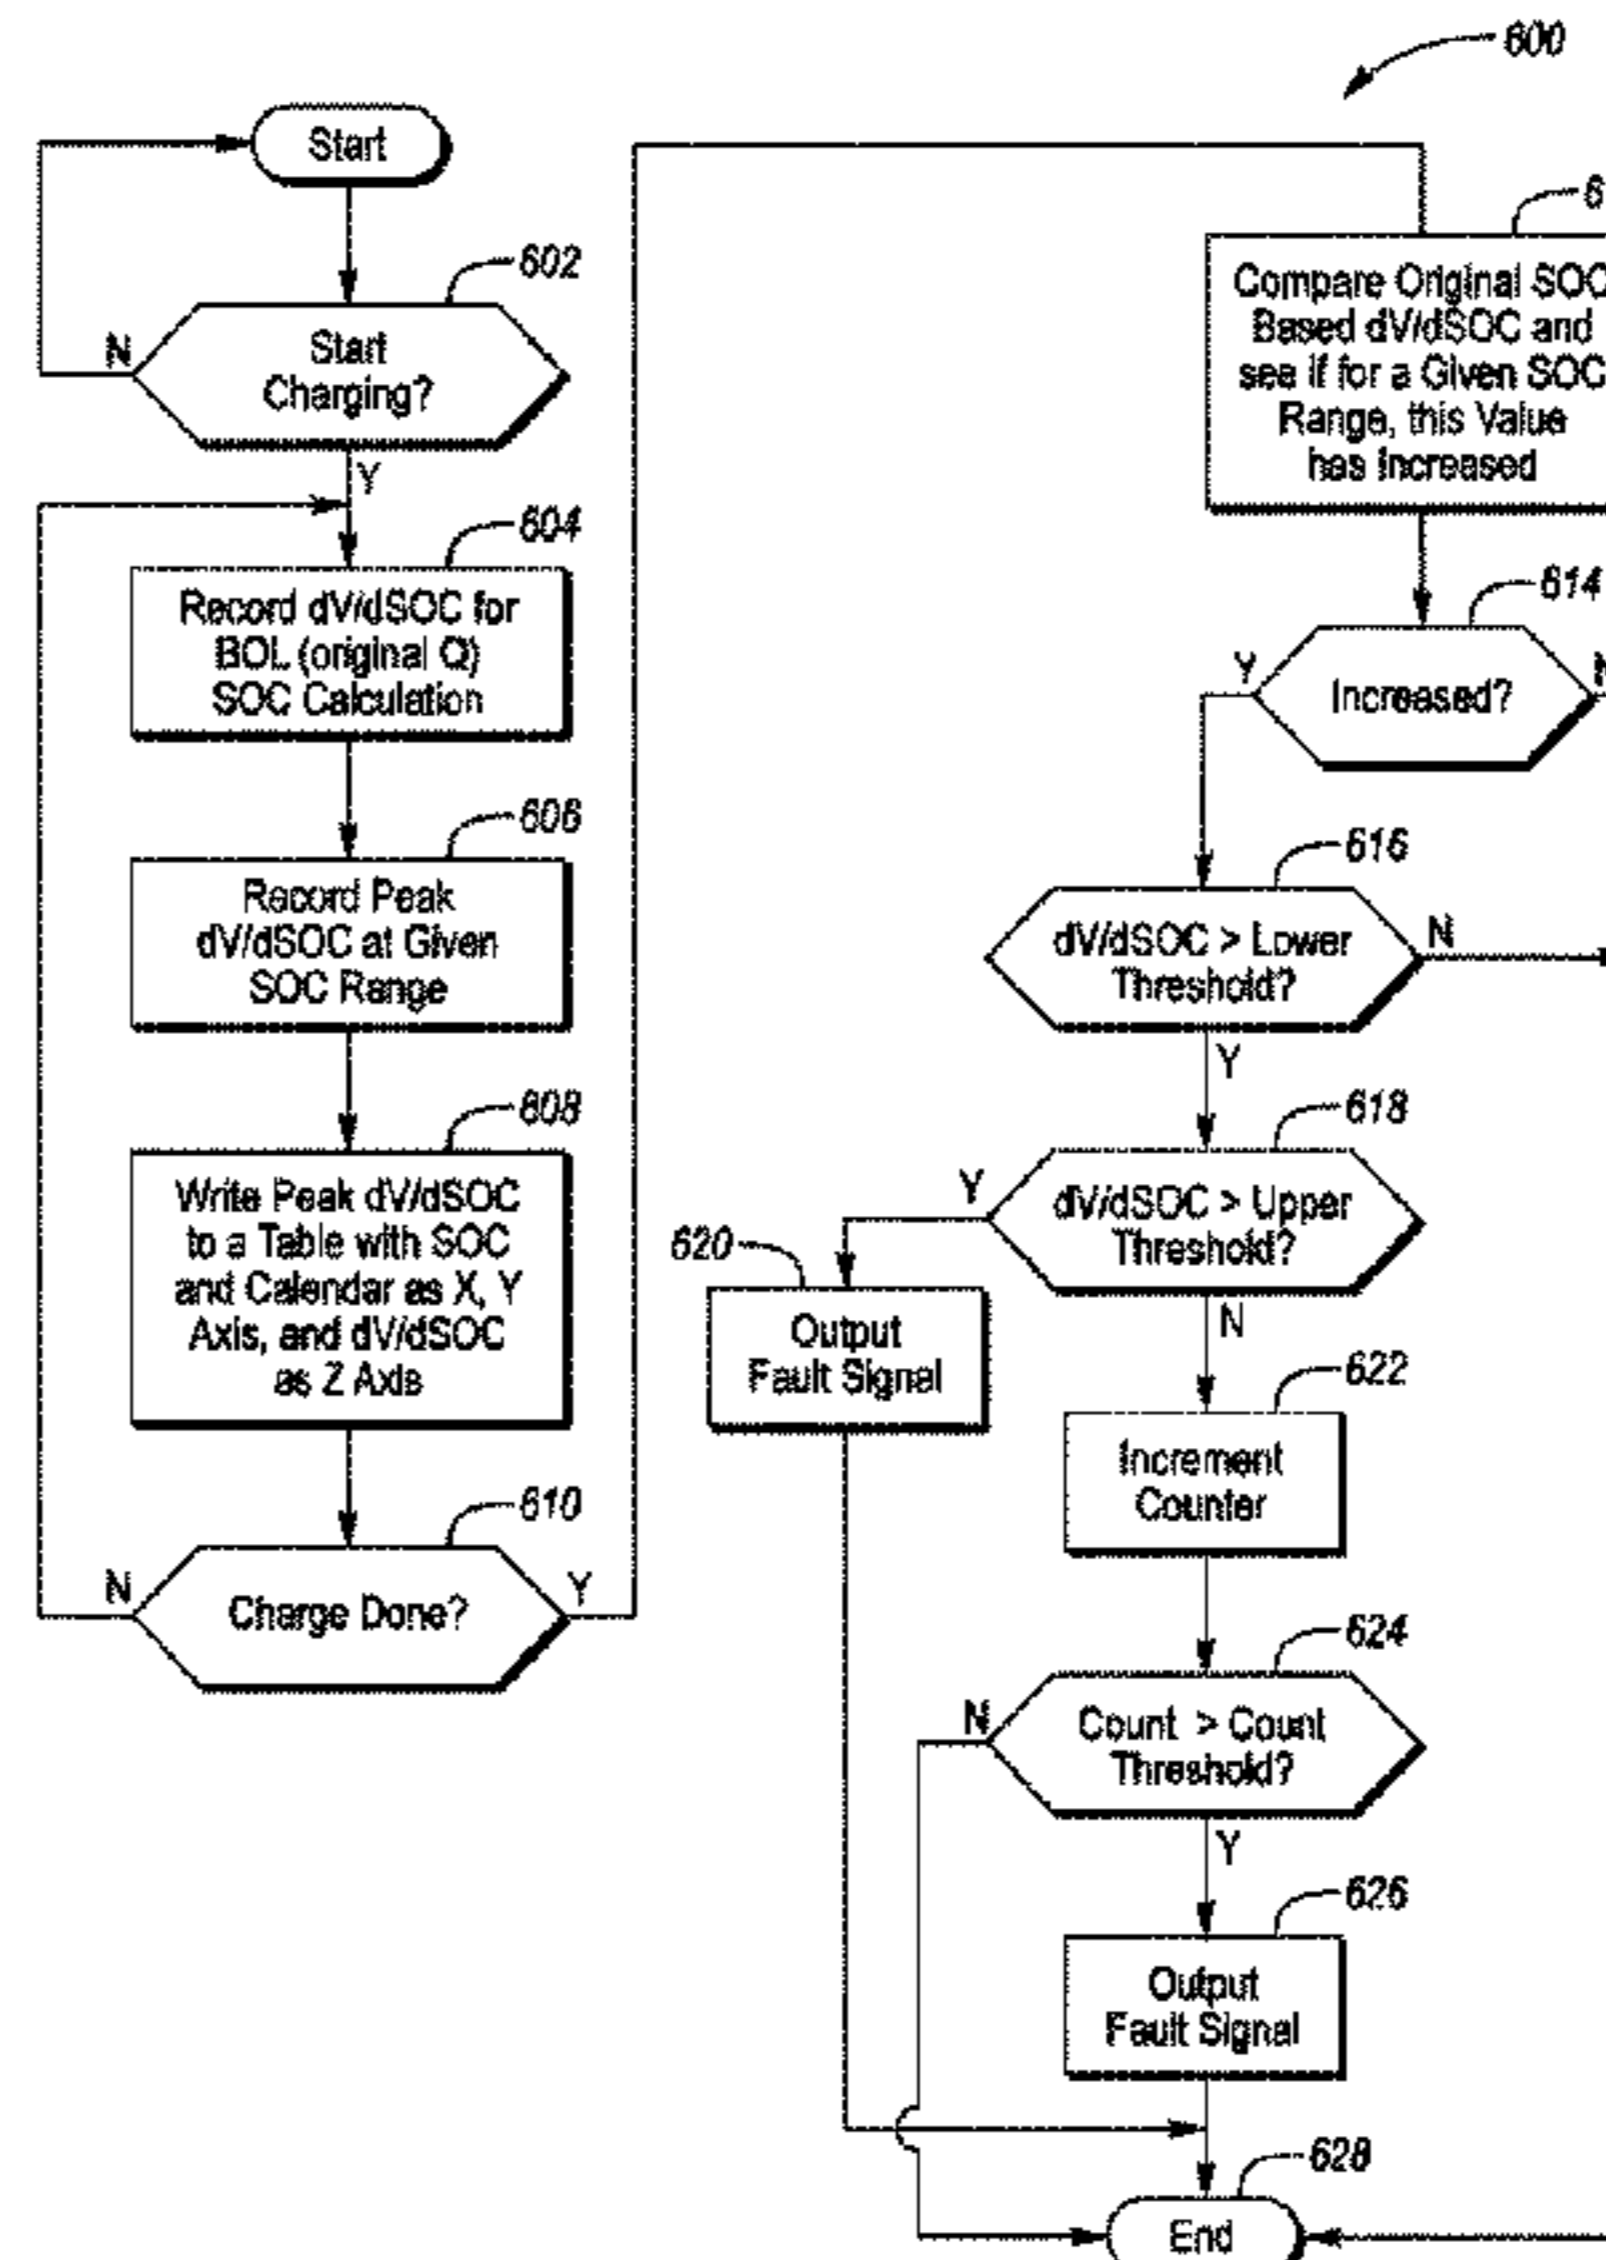 600
Start
602
N
Start
Charging?
Y
604
Record dV/dSOC for
BOL (original Q)
SOC Calculation
606
Record Peak
dV/dSOC at Given
SOC Range
608
Write Peak dV/dSOC
to a Table with SOC
and Calendar as X, Y
Axis, and dV/dSOC
as Z Axis
610
N
Y
Charge Done?
6
Compare Original SOC
Based dV/dSOC and
see if for a Given SOC
Range, this Value
has Increased
614
Y
N
Increased?
616
dV/dSOC > Lower
Threshold?
N
Y
618
Y
dV/dSOC > Upper
Threshold?
620
N
Output
Fault Signal
622
Increment
Counter
624
N
Count > Count
Threshold?
Y
626
Output
Fault Signal
628
End